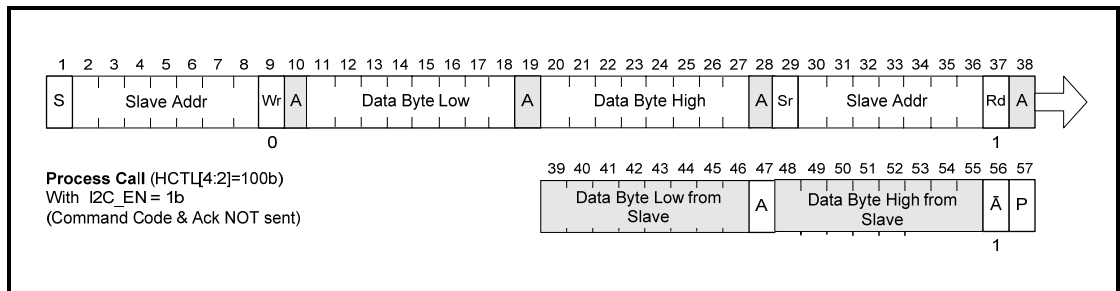 1 2 3 4 5 6 7 8 9 10 11 12 13 14 15 16 17 18 19 20 21 22 23 24 25 26 27 28 29 30 31 32 33 34 35 36 37 38
S Slave Addr Wr A Data Byte Low A Data Byte High A Sr Slave Addr Rd A
0 1
Process Call (HCTL[4:2]=100b)
With I2C_EN = 1b
(Command Code & Ack NOT sent)
39 40 41 42 43 44 45 46 47 48 49 50 51 52 53 54 55 56 57
Data Byte Low from Slave A Data Byte High from Slave Ā P
1